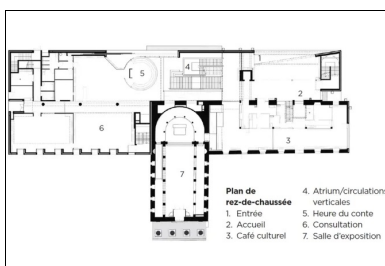 1
5
4
2
6
3
7
Plan de
rez-de-chaussée
1. Entrée
2. Accueil
3. Café culturel
4. Atrium/circulations
verticales
5. Heure du conte
6. Consultation
7. Salle d'exposition